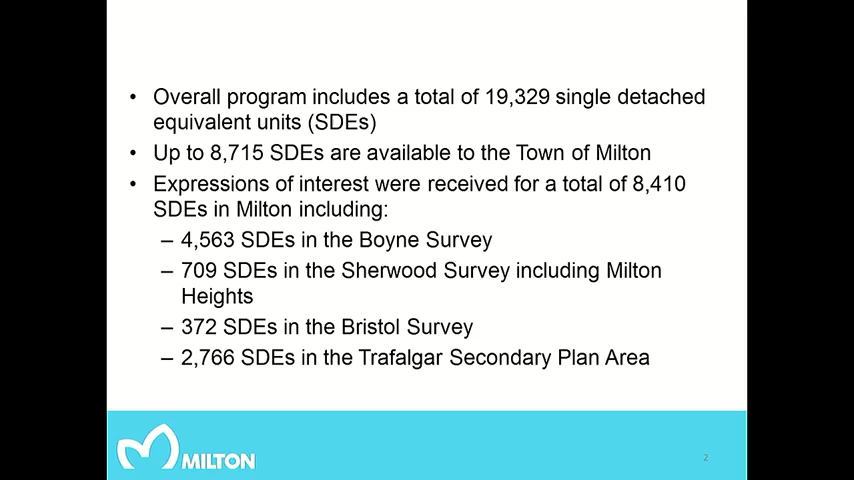 • Overall program includes a total of 19,329 single detached
equivalent units (SDEs)
• Up to 8,715 SDEs are available to the Town of Milton
• Expressions of interest were received for a total of 8,410
SDEs in Milton including:
– 4,563 SDEs in the Boyne Survey
– 709 SDEs in the Sherwood Survey including Milton
Heights
– 372 SDEs in the Bristol Survey
– 2,766 SDEs in the Trafalgar Secondary Plan Area
MILTON
2